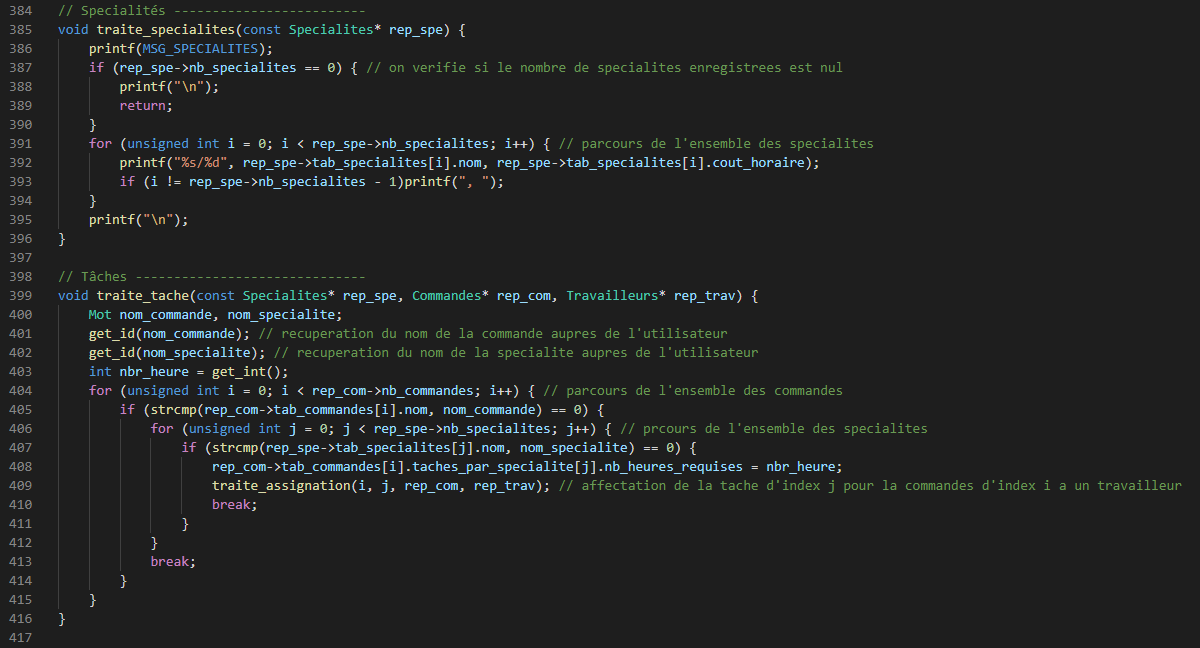 384 // Specialités -------------------------
385 void traite_specialites(const Specialites* rep_spe) {
386 printf(MSG_SPECIALITES);
387 if (rep_spe->nb_specialites == 0) { // on verifie si le nombre de specialites enregistrees est nul
388 printf("\n");
389 return;
390 }
391 for (unsigned int i = 0; i < rep_spe->nb_specialites; i++) { // parcours de l'ensemble des specialites
392 printf("%s/%d", rep_spe->tab_specialites[i].nom, rep_spe->tab_specialites[i].cout_horaire);
393 if (i != rep_spe->nb_specialites - 1)printf(", ");
394 }
395 printf("\n");
396 }
397
398 // Tâches ------------------------------
399 void traite_tache(const Specialites* rep_spe, Commandes* rep_com, Travailleurs* rep_trav) {
400 Mot nom_commande, nom_specialite;
401 get_id(nom_commande); // recuperation du nom de la commande aupres de l'utilisateur
402 get_id(nom_specialite); // recuperation du nom de la specialite aupres de l'utilisateur
403 int nbr_heure = get_int();
404 for (unsigned int i = 0; i < rep_com->nb_commandes; i++) { // parcours de l'ensemble des commandes
405 if (strcmp(rep_com->tab_commandes[i].nom, nom_commande) == 0) {
406 for (unsigned int j = 0; j < rep_spe->nb_specialites; j++) { // prcours de l'ensemble des specialites
407 if (strcmp(rep_spe->tab_specialites[j].nom, nom_specialite) == 0) {
408 rep_com->tab_commandes[i].taches_par_specialite[j].nb_heures_requises = nbr_heure;
409 traite_assignation(i, j, rep_com, rep_trav); // affectation de la tache d'index j pour la commandes d'index i a un travailleur
410 break;
411 }
412 }
413 break;
414 }
415 }
416 }
417